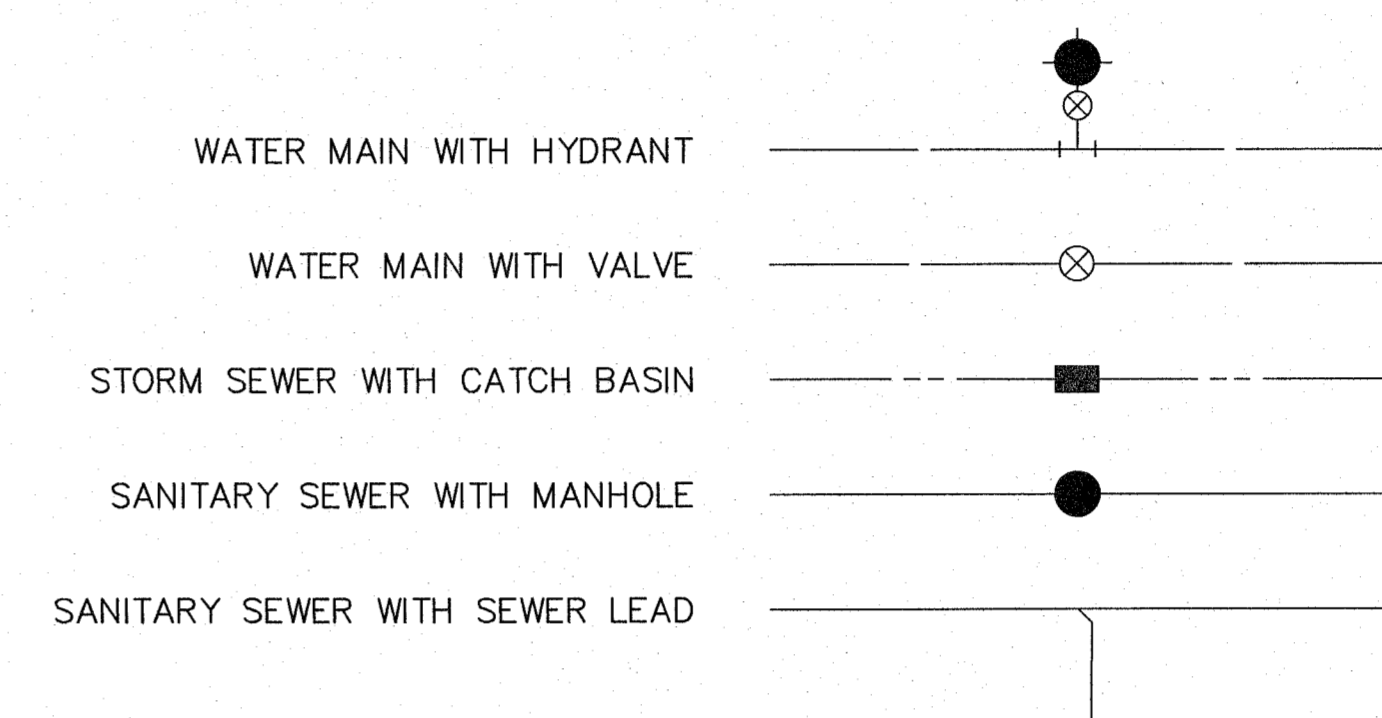 WATER MAIN WITH HYDRANT
WATER MAIN WITH VALVE
STORM SEWER WITH CATCH BASIN
SANITARY SEWER WITH MANHOLE
SANITARY SEWER WITH SEWER LEAD